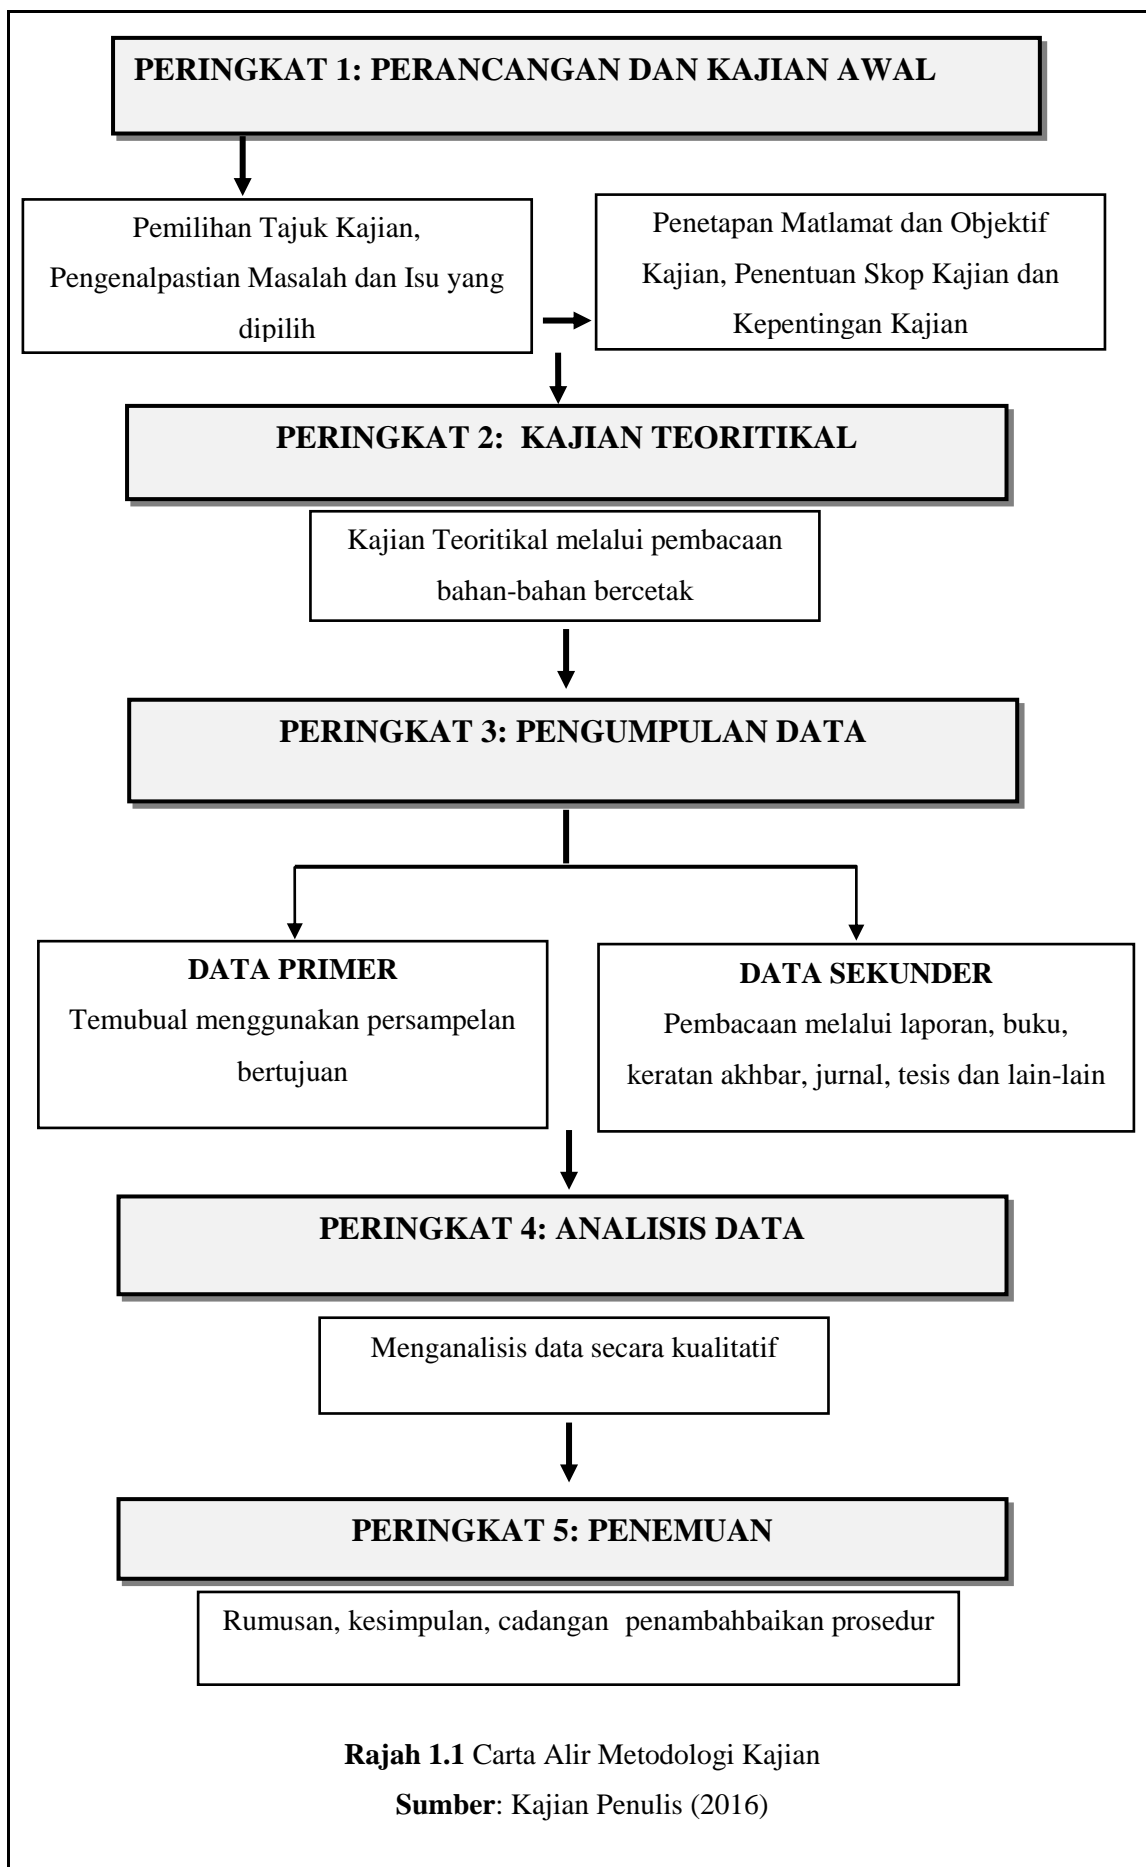 PERINGKAT 1: PERANCANGAN DAN KAJIAN AWAL
Pemilihan Tajuk Kajian,
Pengenalpastian Masalah dan Isu yang
dipilih
Penetapan Matlamat dan Objektif
Kajian, Penentuan Skop Kajian dan
Kepentingan Kajian
PERINGKAT 2: KAJIAN TEORITIKAL
Kajian Teoritikal melalui pembacaan
bahan-bahan bercetak
PERINGKAT 3: PENGUMPULAN DATA
DATA PRIMER
Temubual menggunakan persampelan
bertujuan
DATA SEKUNDER
Pembacaan melalui laporan, buku,
keratan akhbar, jurnal, tesis dan lain-lain
PERINGKAT 4: ANALISIS DATA
Menganalisis data secara kualitatif
PERINGKAT 5: PENEMUAN
Rumusan, kesimpulan, cadangan penambahbaikan prosedur
Rajah 1.1 Carta Alir Metodologi Kajian
Sumber: Kajian Penulis (2016)